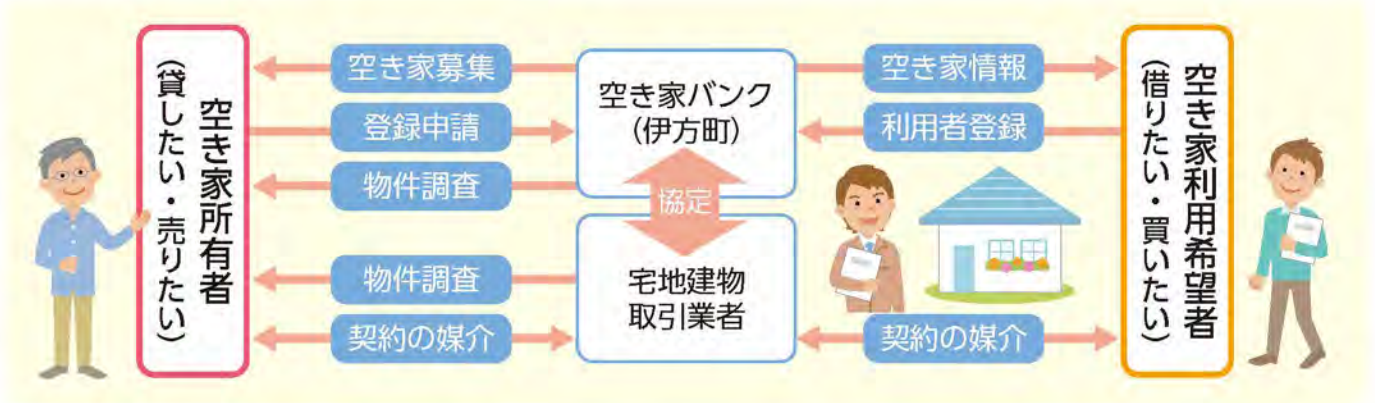 空き家所有者
（貸したい・売りたい）
空き家募集
登録申請
物件調査
物件調査
契約の媒介
空き家バンク
（伊方町）
協定
宅地建物
取引業者
空き家情報
利用者登録
契約の媒介
空き家利用希望者
（借りたい・買いたい）